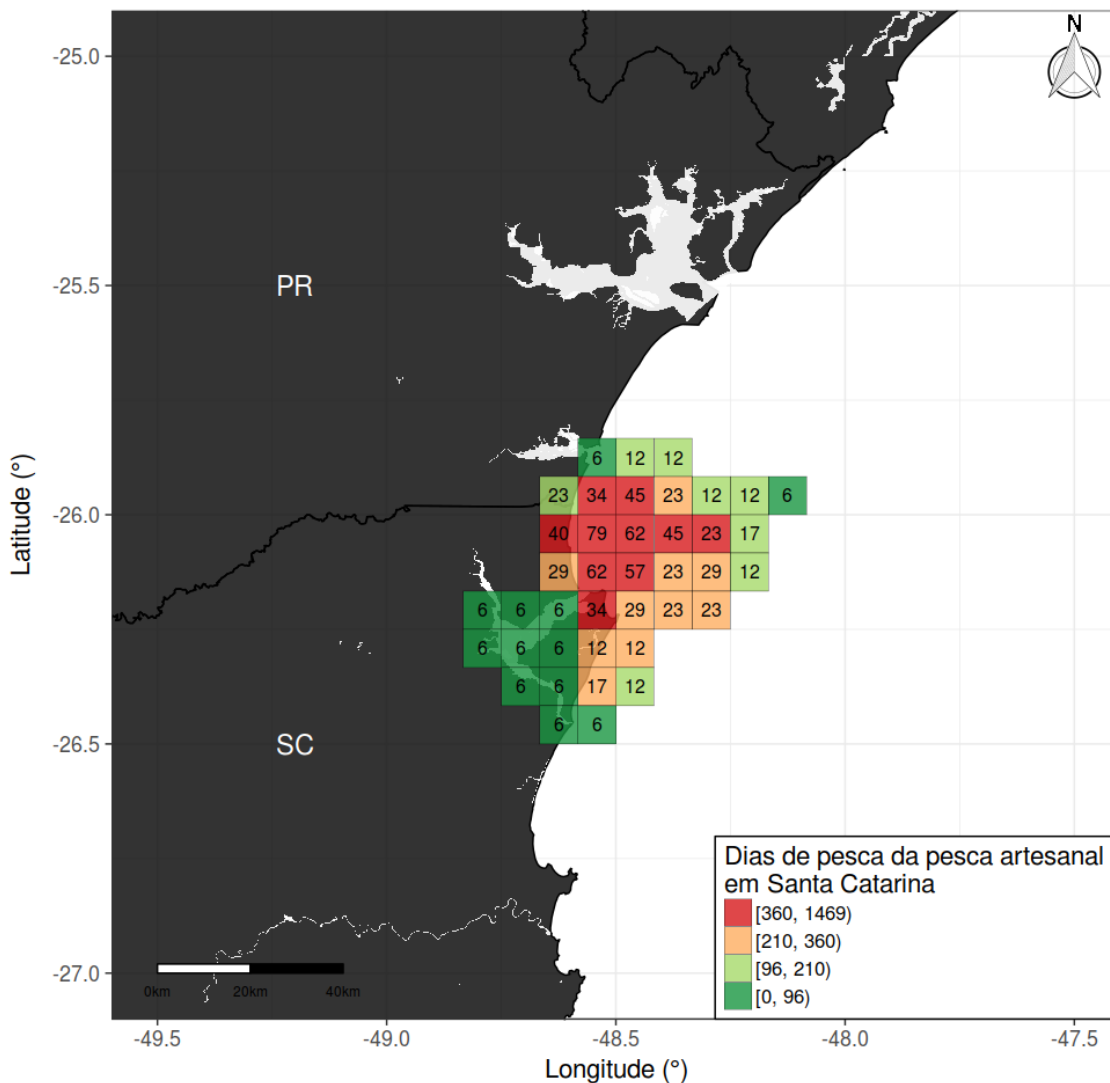 N
-25.0
-25.5
-26.0
-26.5
-27.0
Latitude (°)
PR
SC
6 12 12
23 34 45 23 12 12 6
40 79 62 45 23 17
29 62 57 23 29 12
6 6 6 34 29 23 23
6 6 6 12 12
6 6 17 12
6 6
Dias de pesca da pesca artesanal
em Santa Catarina
[360, 1469)
[210, 360)
[96, 210)
[0, 96)
0km 20km 40km
-49.5 -49.0 -48.5 -48.0 -47.5
Longitude (°)